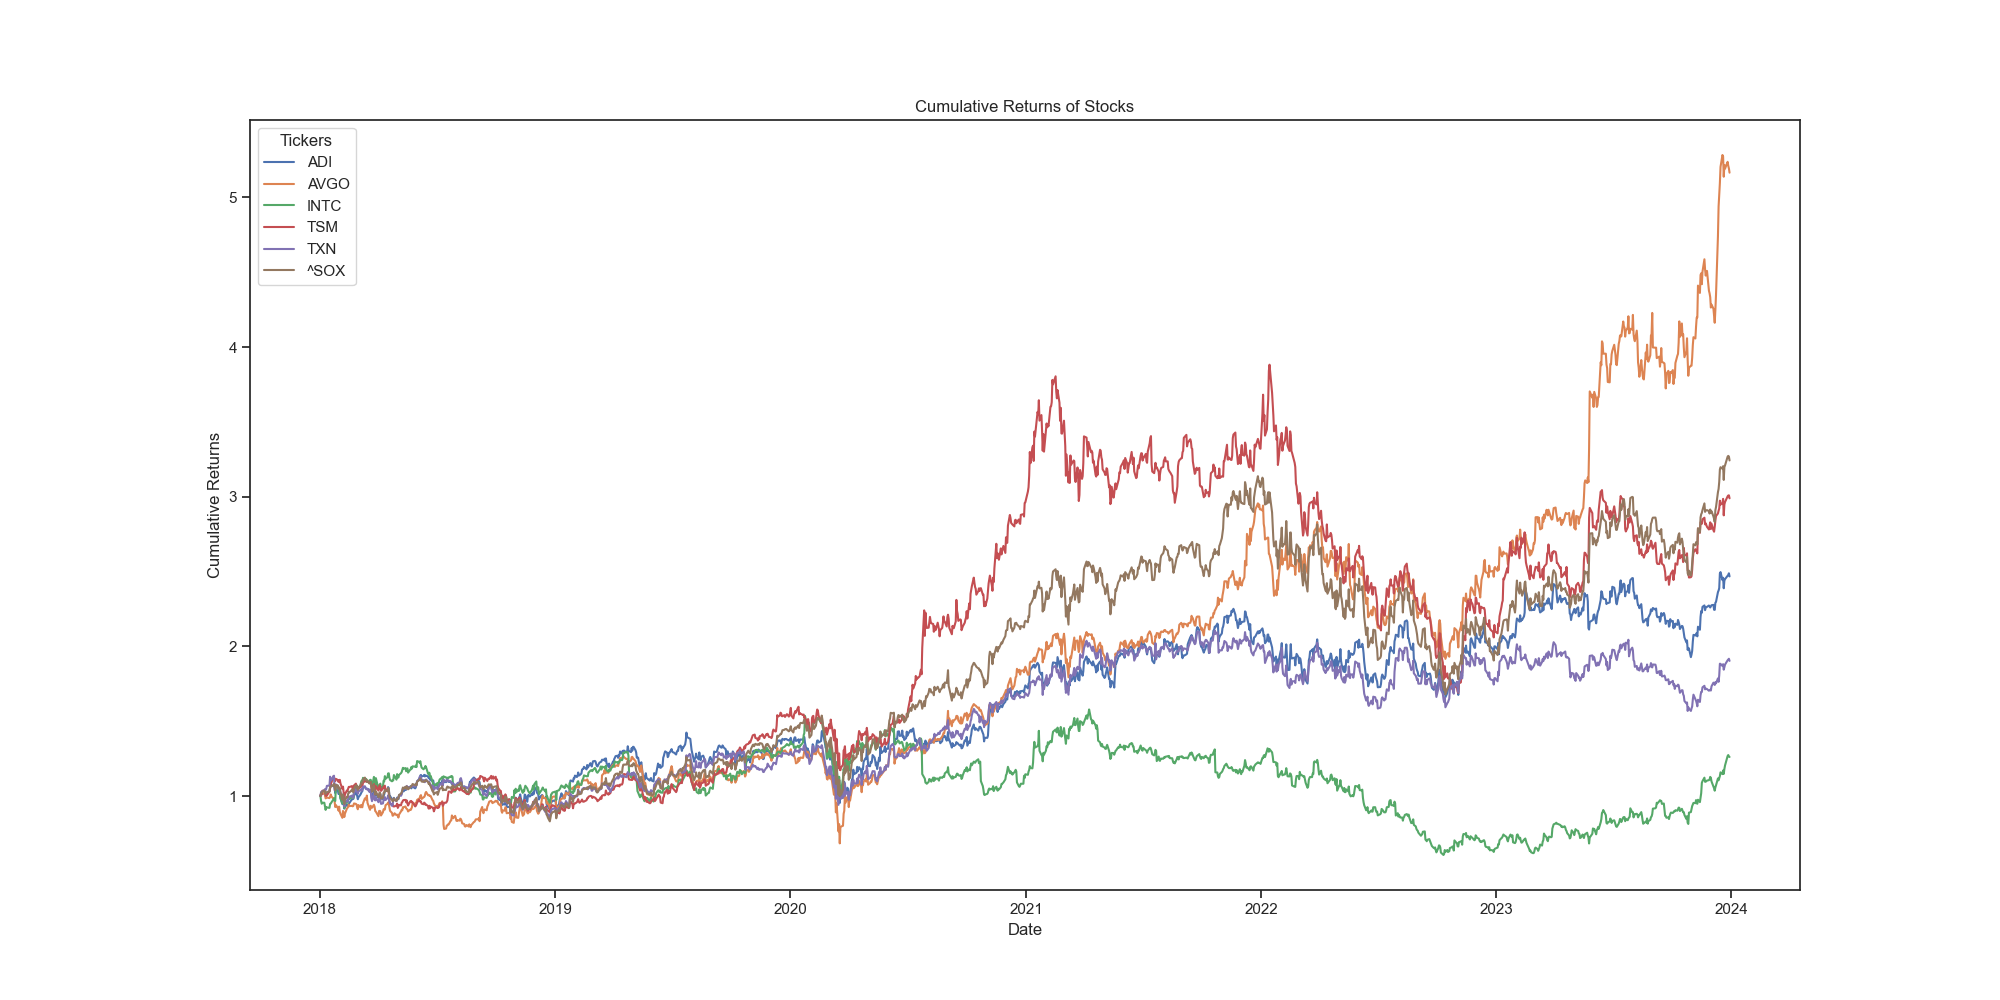 Cumulative Returns of Stocks
Tickers
ADI
AVGO
INTC
TSM
TXN
^SOX
Cumulative Returns
5
4
3
2
1
2018 2019 2020 2021 2022 2023 2024
Date